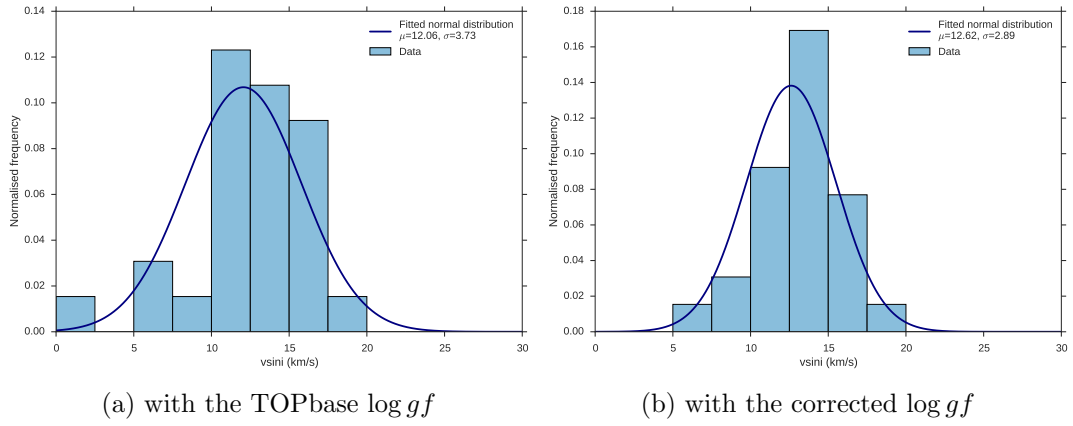 0.14
0.12
0.10
0.08
0.06
0.04
0.02
0.00
Normalised frequency
Fitted normal distribution
μ=12.06, σ=3.73
Data
0 5 10 15 20 25 30
vsini (km/s)
(a) with the TOPbase log gf
0.18
0.16
0.14
0.12
0.10
0.08
0.06
0.04
0.02
0.00
Normalised frequency
Fitted normal distribution
μ=12.62, σ=2.89
Data
0 5 10 15 20 25 30
vsini (km/s)
(b) with the corrected log gf